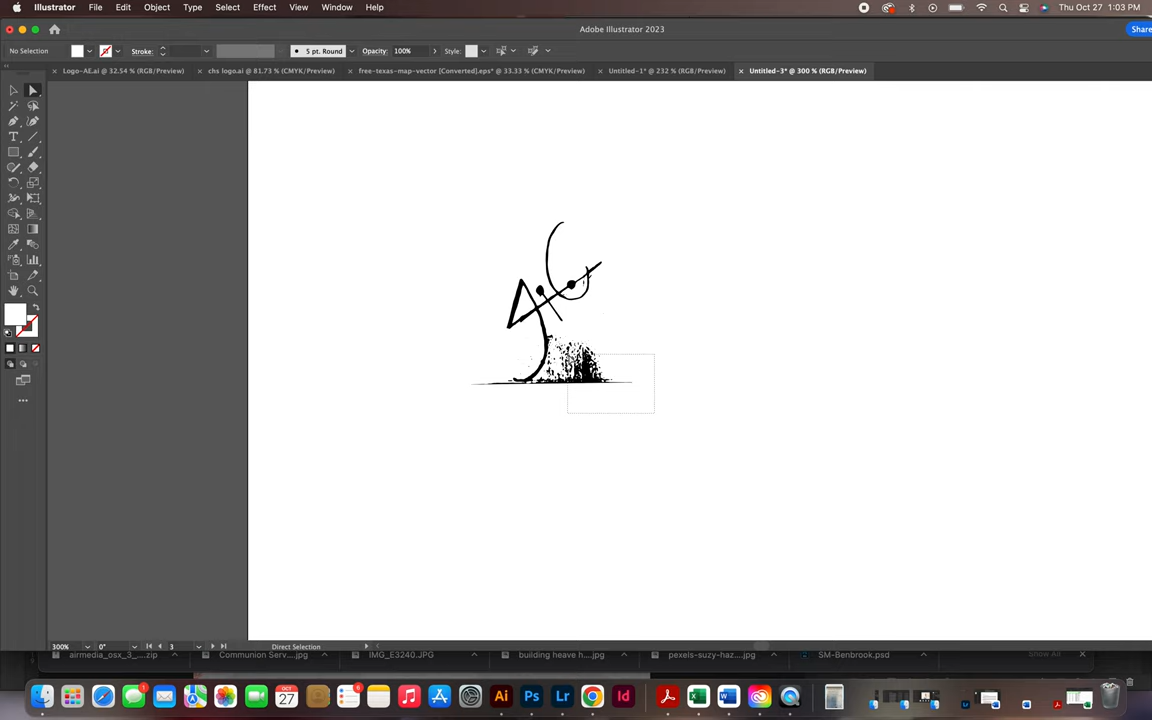 Illustrator File Edit Object Type Select Effect View Window Help Thu Oct 27 1:03 PM
Adobe Illustrator 2023 Share
No Selection Stroke: 5 pt. Round Opacity: 100% Style:
Logo-AE.ai @ 32.54 % (RGB/Preview) chs logo.ai @ 81.73 % (CMYK/Preview) free-texas-map-vector [Converted].eps* @ 33.33 % (CMYK/Preview) Untitled-1* @ 232 % (RGB/Preview) Untitled-3* @ 300 % (RGB/Preview)
300% 0° 3 Direct Selection
airmedia_osx_3_....zip Communion Serv....jpg IMG_E3240.JPG building heave h....jpg pexels-suzy-haz....jpg SM-Benbrook.psd Show All
1 OCT 27 6 Ai Ps Lr Id